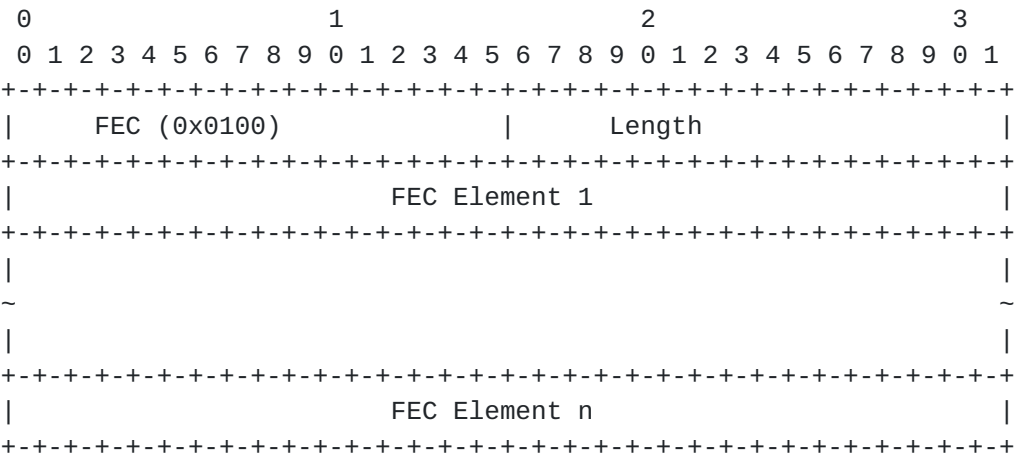 0                   1                   2                   3
 0 1 2 3 4 5 6 7 8 9 0 1 2 3 4 5 6 7 8 9 0 1 2 3 4 5 6 7 8 9 0 1
+-+-+-+-+-+-+-+-+-+-+-+-+-+-+-+-+-+-+-+-+-+-+-+-+-+-+-+-+-+-+-+-+
|     FEC (0x0100)              |      Length                   |
+-+-+-+-+-+-+-+-+-+-+-+-+-+-+-+-+-+-+-+-+-+-+-+-+-+-+-+-+-+-+-+-+
|                        FEC Element 1                          |
+-+-+-+-+-+-+-+-+-+-+-+-+-+-+-+-+-+-+-+-+-+-+-+-+-+-+-+-+-+-+-+-+
|                                                               |
~                                                               ~
|                                                               |
+-+-+-+-+-+-+-+-+-+-+-+-+-+-+-+-+-+-+-+-+-+-+-+-+-+-+-+-+-+-+-+-+
|                        FEC Element n                          |
+-+-+-+-+-+-+-+-+-+-+-+-+-+-+-+-+-+-+-+-+-+-+-+-+-+-+-+-+-+-+-+-+